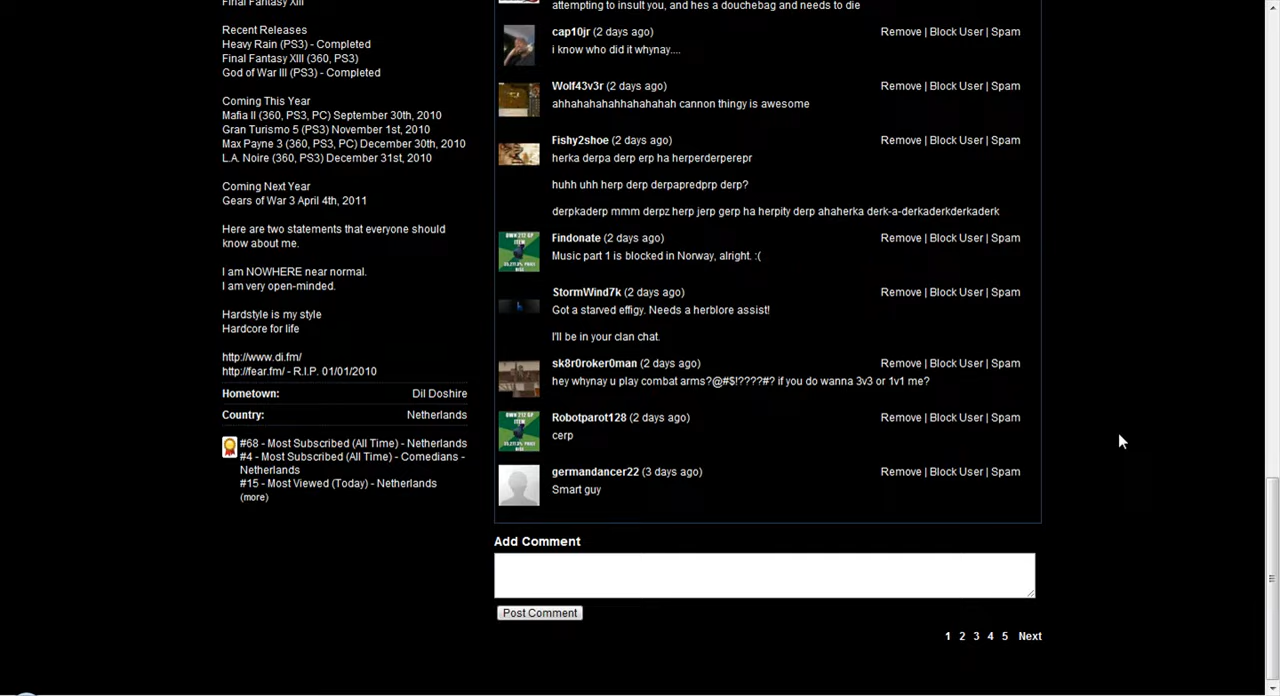 Final Fantasy XIII
Recent Releases
Heavy Rain (PS3) - Completed
Final Fantasy XIII (360, PS3)
God of War III (PS3) - Completed
Coming This Year
Mafia II (360, PS3, PC) September 30th, 2010
Gran Turismo 5 (PS3) November 1st, 2010
Max Payne 3 (360, PS3, PC) December 30th, 2010
L.A. Noire (360, PS3) December 31st, 2010
Coming Next Year
Gears of War 3 April 4th, 2011
Here are two statements that everyone should
know about me.
I am NOWHERE near normal.
I am very open-minded.
Hardstyle is my style
Hardcore for life
http://www.di.fm/
http://fear.fm/ - R.I.P. 01/01/2010
Hometown: Dil Doshire
Country: Netherlands
#68 - Most Subscribed (All Time) - Netherlands
#4 - Most Subscribed (All Time) - Comedians -
Netherlands
#15 - Most Viewed (Today) - Netherlands
(more)
attempting to insult you, and hes a douchebag and needs to die
cap10jr (2 days ago) Remove | Block User | Spam
i know who did it whynay....
Wolf43v3r (2 days ago) Remove | Block User | Spam
ahhahahahahhahahahah cannon thingy is awesome
Fishy2shoe (2 days ago) Remove | Block User | Spam
herka derpa derp erp ha herperderperepr
huhh uhh herp derp derpapredprp derp?
derpkaderp mmm derpz herp jerp gerp ha herpity derp ahaherka derk-a-derkaderkderkaderk
Findonate (2 days ago) Remove | Block User | Spam
Music part 1 is blocked in Norway, alright. :(
StormWind7k (2 days ago) Remove | Block User | Spam
Got a starved effigy. Needs a herblore assist!
I'll be in your clan chat.
sk8r0roker0man (2 days ago) Remove | Block User | Spam
hey whynay u play combat arms?@#$!????#? if you do wanna 3v3 or 1v1 me?
Robotparot128 (2 days ago) Remove | Block User | Spam
cerp
germandancer22 (3 days ago) Remove | Block User | Spam
Smart guy
Add Comment
Post Comment
1 2 3 4 5 Next